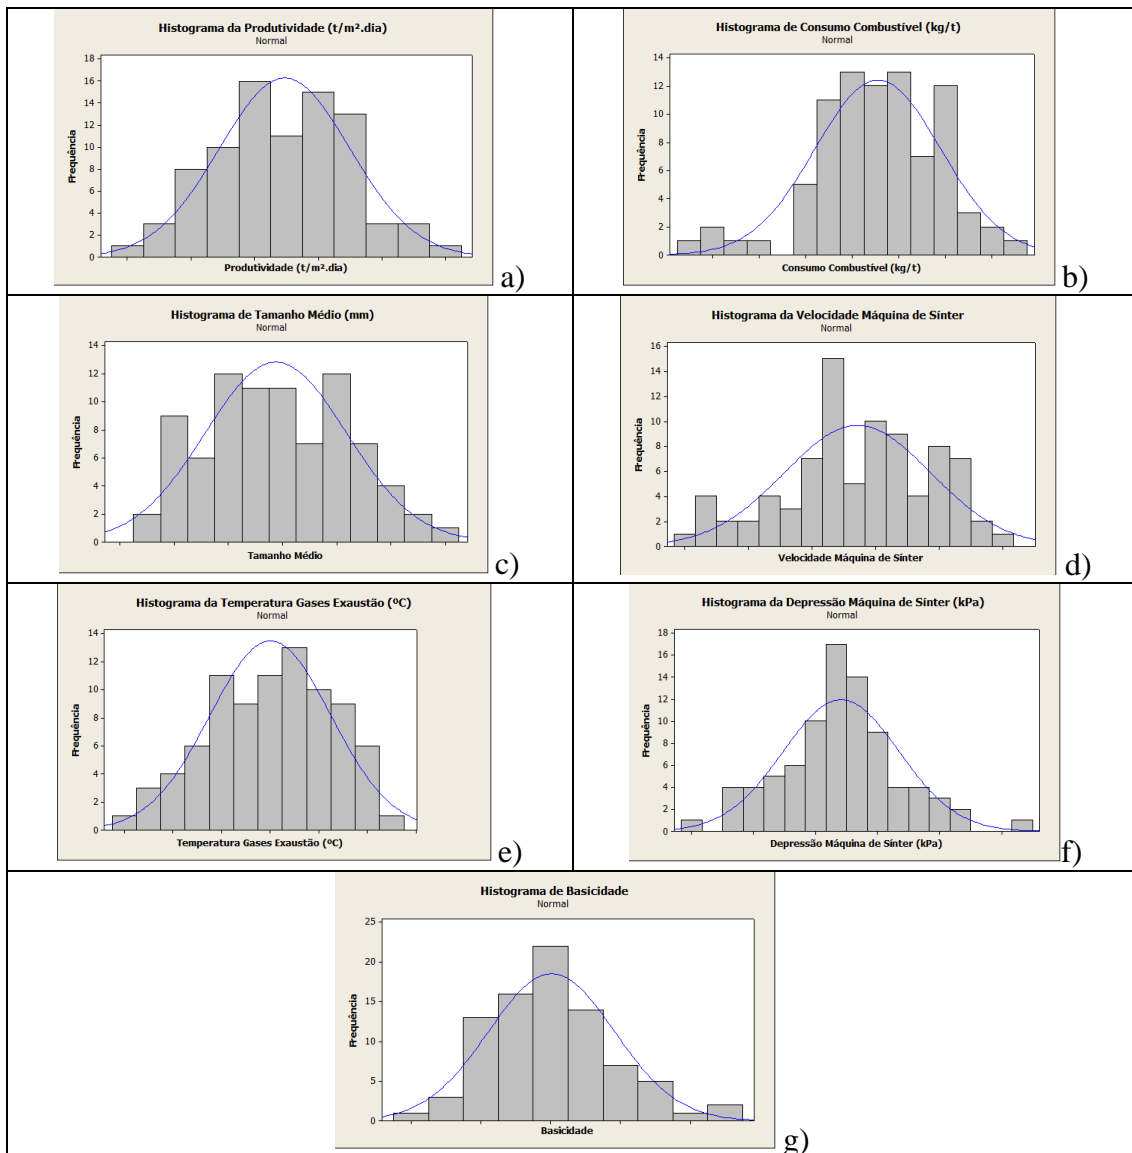 Histograma da Produtividade (t/m².dia)
Normal
18
16
14
12
10
8
6
4
2
0
Frequência
Produtividade (t/m².dia)
a)
Histograma de Consumo Combustível (kg/t)
Normal
14
12
10
8
6
4
2
0
Frequência
Consumo Combustível (kg/t)
b)
Histograma de Tamanho Médio (mm)
Normal
14
12
10
8
6
4
2
0
Frequência
Tamanho Médio
c)
Histograma da Velocidade Máquina de Sínter
Normal
16
14
12
10
8
6
4
2
0
Frequência
Velocidade Máquina de Sínter
d)
Histograma da Temperatura Gases Exaustão (ºC)
Normal
14
12
10
8
6
4
2
0
Frequência
Temperatura Gases Exaustão (ºC)
e)
Histograma da Depressão Máquina de Sínter (kPa)
Normal
18
16
14
12
10
8
6
4
2
0
Frequência
Depressão Máquina de Sínter (kPa)
f)
Histograma de Basicidade
Normal
25
20
15
10
5
0
Frequência
Basicidade
g)